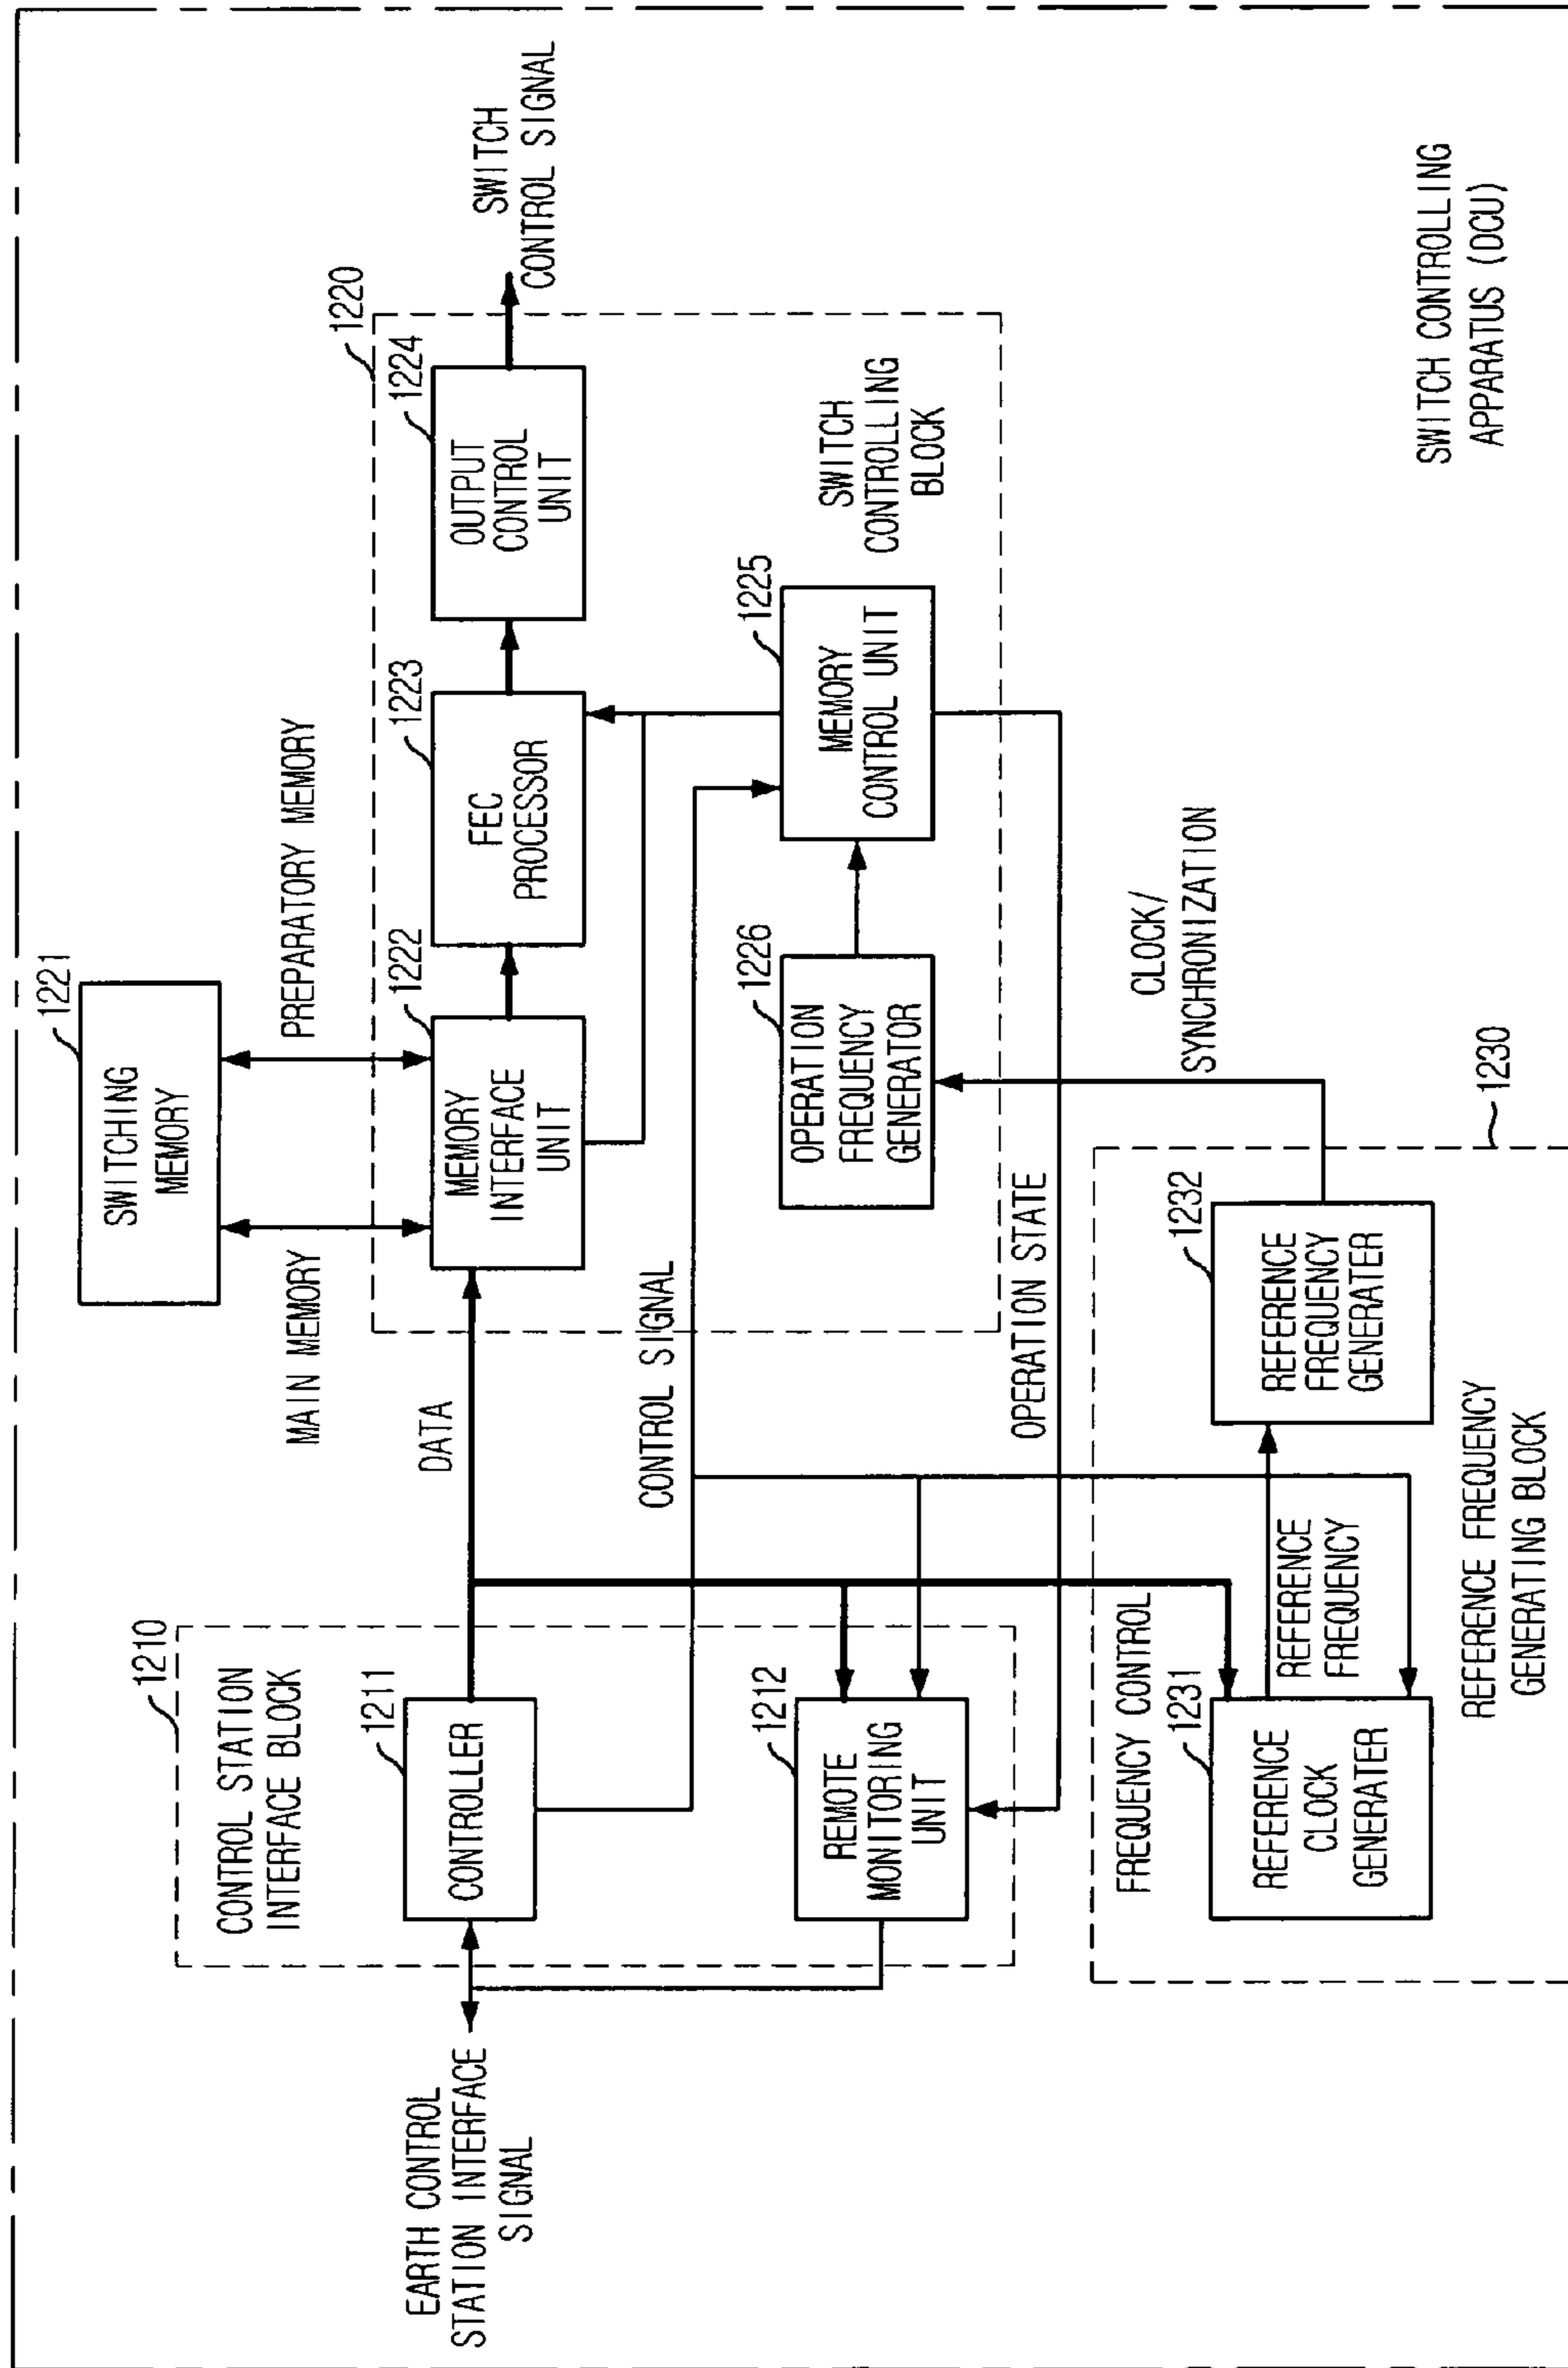 EARTH CONTROL
STATION INTERFACE
SIGNAL
1210
CONTROL STATION
INTERFACE BLOCK
1211
CONTROLLER
1212
REMOTE
MONITORING
UNIT
DATA
CONTROL SIGNAL
OPERATION STATE
MAIN MEMORY
PREPARATORY MEMORY
1221
SWITCHING
MEMORY
1220
1222
MEMORY
INTERFACE
UNIT
1223
FEC
PROCESSOR
1224
OUTPUT
CONTROL
UNIT
SWITCH
CONTROL SIGNAL
1226
OPERATION
FREQUENCY
GENERATOR
1225
MEMORY
CONTROL UNIT
SWITCH
CONTROLLING
BLOCK
CLOCK/
SYNCHRONIZATION
1230
FREQUENCY CONTROL
1231
REFERENCE
CLOCK
GENERATER
REFERENCE
FREQUENCY
1232
REFERENCE
FREQUENCY
GENERATER
REFERENCE FREQUENCY
GENERATING BLOCK
SWITCH CONTROLLING
APPARATUS (DCU)